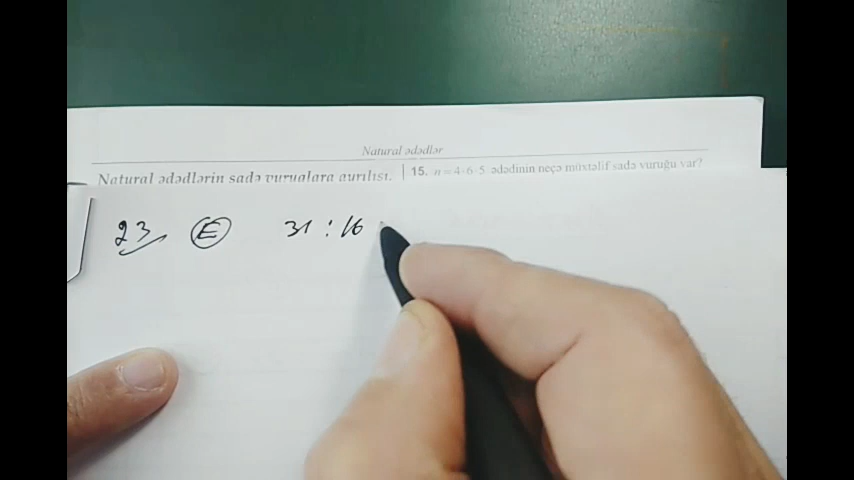 Natural ədədlər
Natural ədədlərin sadə vuruqlara ayrılışı.
15. n = 4·6·5 ədədinin neçə müxtəlif sadə vuruğu var?
23 E 31 : 16